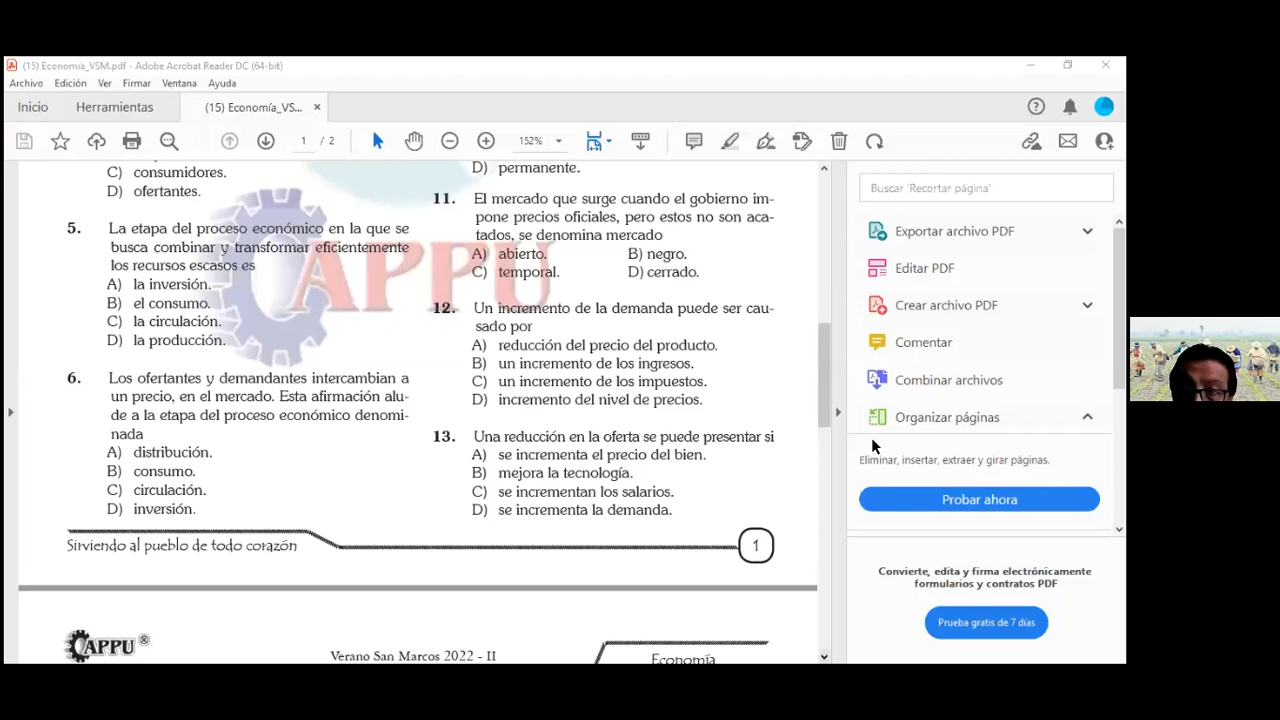 (15) Economía_VSM.pdf - Adobe Acrobat Reader DC (64-bit)
Archivo Edición Ver Firmar Ventana Ayuda
Inicio Herramientas (15) Economía_VS... ×
1 / 2 152%
C) consumidores.
D) ofertantes.
5. La etapa del proceso económico en la que se
busca combinar y transformar eficientemente
los recursos escasos es
A) la inversión.
B) el consumo.
C) la circulación.
D) la producción.
6. Los ofertantes y demandantes intercambian a
un precio, en el mercado. Esta afirmación alu-
de a la etapa del proceso económico denomi-
nada
A) distribución.
B) consumo.
C) circulación.
D) inversión.
D) permanente.
11. El mercado que surge cuando el gobierno im-
pone precios oficiales, pero estos no son aca-
tados, se denomina mercado
A) abierto. B) negro.
C) temporal. D) cerrado.
12. Un incremento de la demanda puede ser cau-
sado por
A) reducción del precio del producto.
B) un incremento de los ingresos.
C) un incremento de los impuestos.
D) incremento del nivel de precios.
13. Una reducción en la oferta se puede presentar si
A) se incrementa el precio del bien.
B) mejora la tecnología.
C) se incrementan los salarios.
D) se incrementa la demanda.
APPU
Sirviendo al pueblo de todo corazón
1
APPU ®
Verano San Marcos 2022 - II
Economía
Buscar 'Recortar página'
Exportar archivo PDF
Editar PDF
Crear archivo PDF
Comentar
Combinar archivos
Organizar páginas
Eliminar, insertar, extraer y girar páginas.
Probar ahora
Convierte, edita y firma electrónicamente
formularios y contratos PDF
Prueba gratis de 7 días